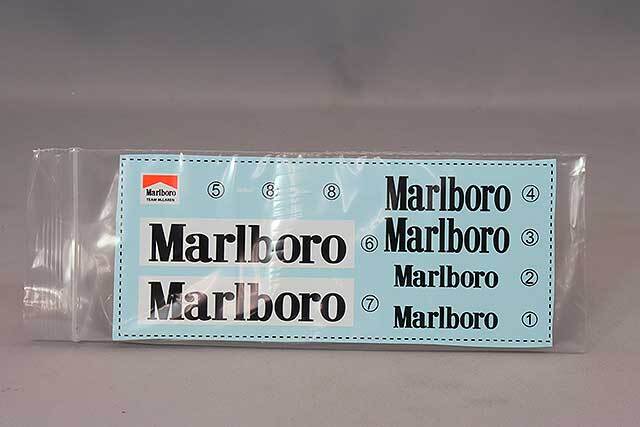 Marlboro
TEAM McLAREN
5 8 8
Marlboro 6
Marlboro 7
Marlboro 4
Marlboro 3
Marlboro 2
Marlboro 1